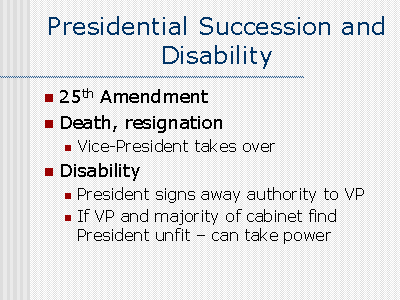 Presidential Succession and
Disability
25th Amendment
Death, resignation
Vice-President takes over
Disability
President signs away authority to VP
If VP and majority of cabinet find
President unfit – can take power